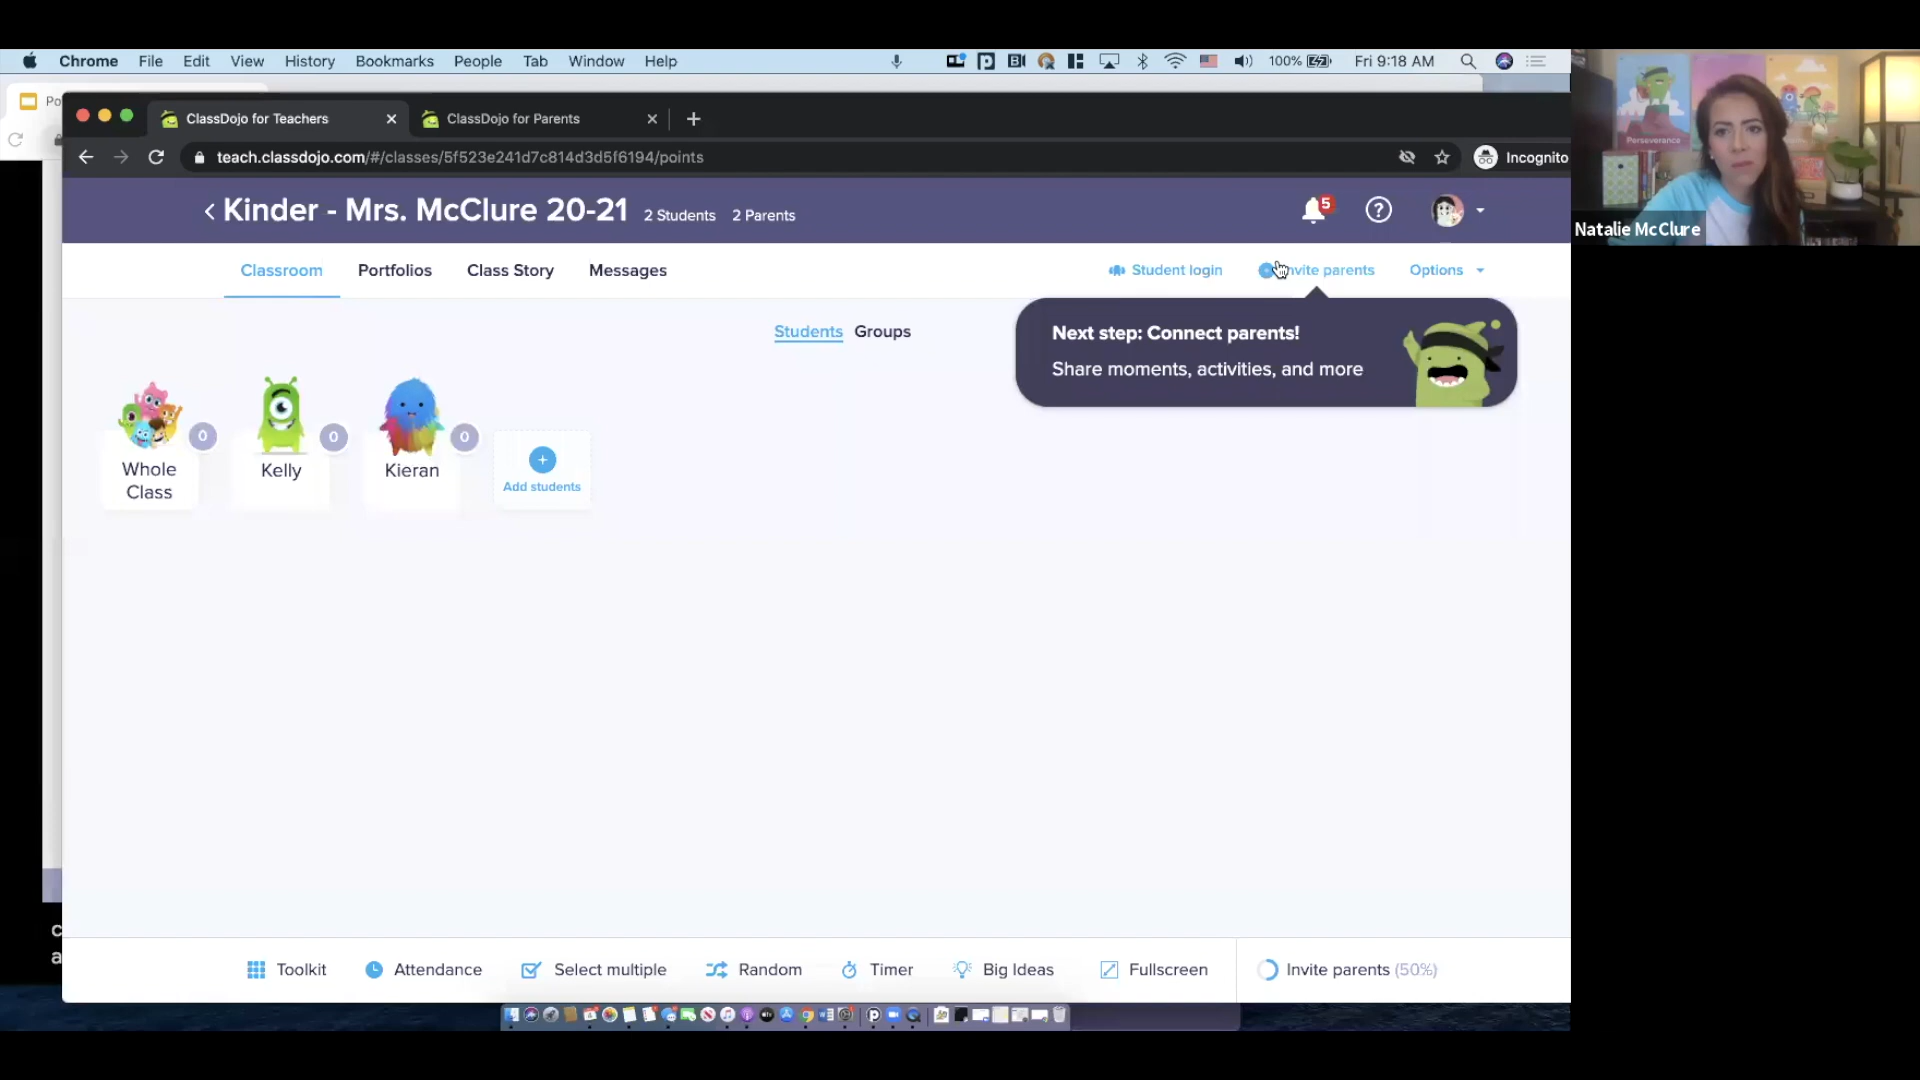 Chrome File Edit View History Bookmarks People Tab Window Help 100% Fri 9:18 AM
Po
ClassDojo for Teachers ClassDojo for Parents
teach.classdojo.com/#/classes/5f523e241d7c814d3d5f6194/points Incognito
Perseverance
Natalie McClure
Kinder - Mrs. McClure 20-21 2 Students 2 Parents 5
Classroom Portfolios Class Story Messages Student login Invite parents Options
Next step: Connect parents!
Share moments, activities, and more
Students Groups
0 0 0
Whole
Class
Kelly
Kieran
Add students
c
a
Toolkit Attendance Select multiple Random Timer Big Ideas Fullscreen Invite parents (50%)